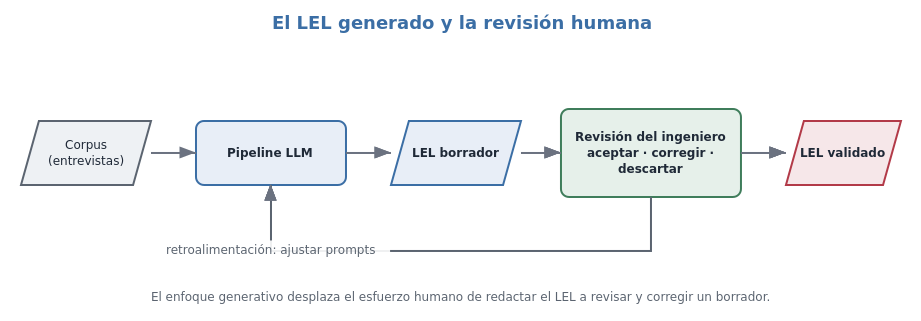 El LEL generado y la revisión humana
Corpus
(entrevistas)
Pipeline LLM
LEL borrador
Revisión del ingeniero
aceptar · corregir ·
descartar
LEL validado
retroalimentación: ajustar prompts
El enfoque generativo desplaza el esfuerzo humano de redactar el LEL a revisar y corregir un borrador.